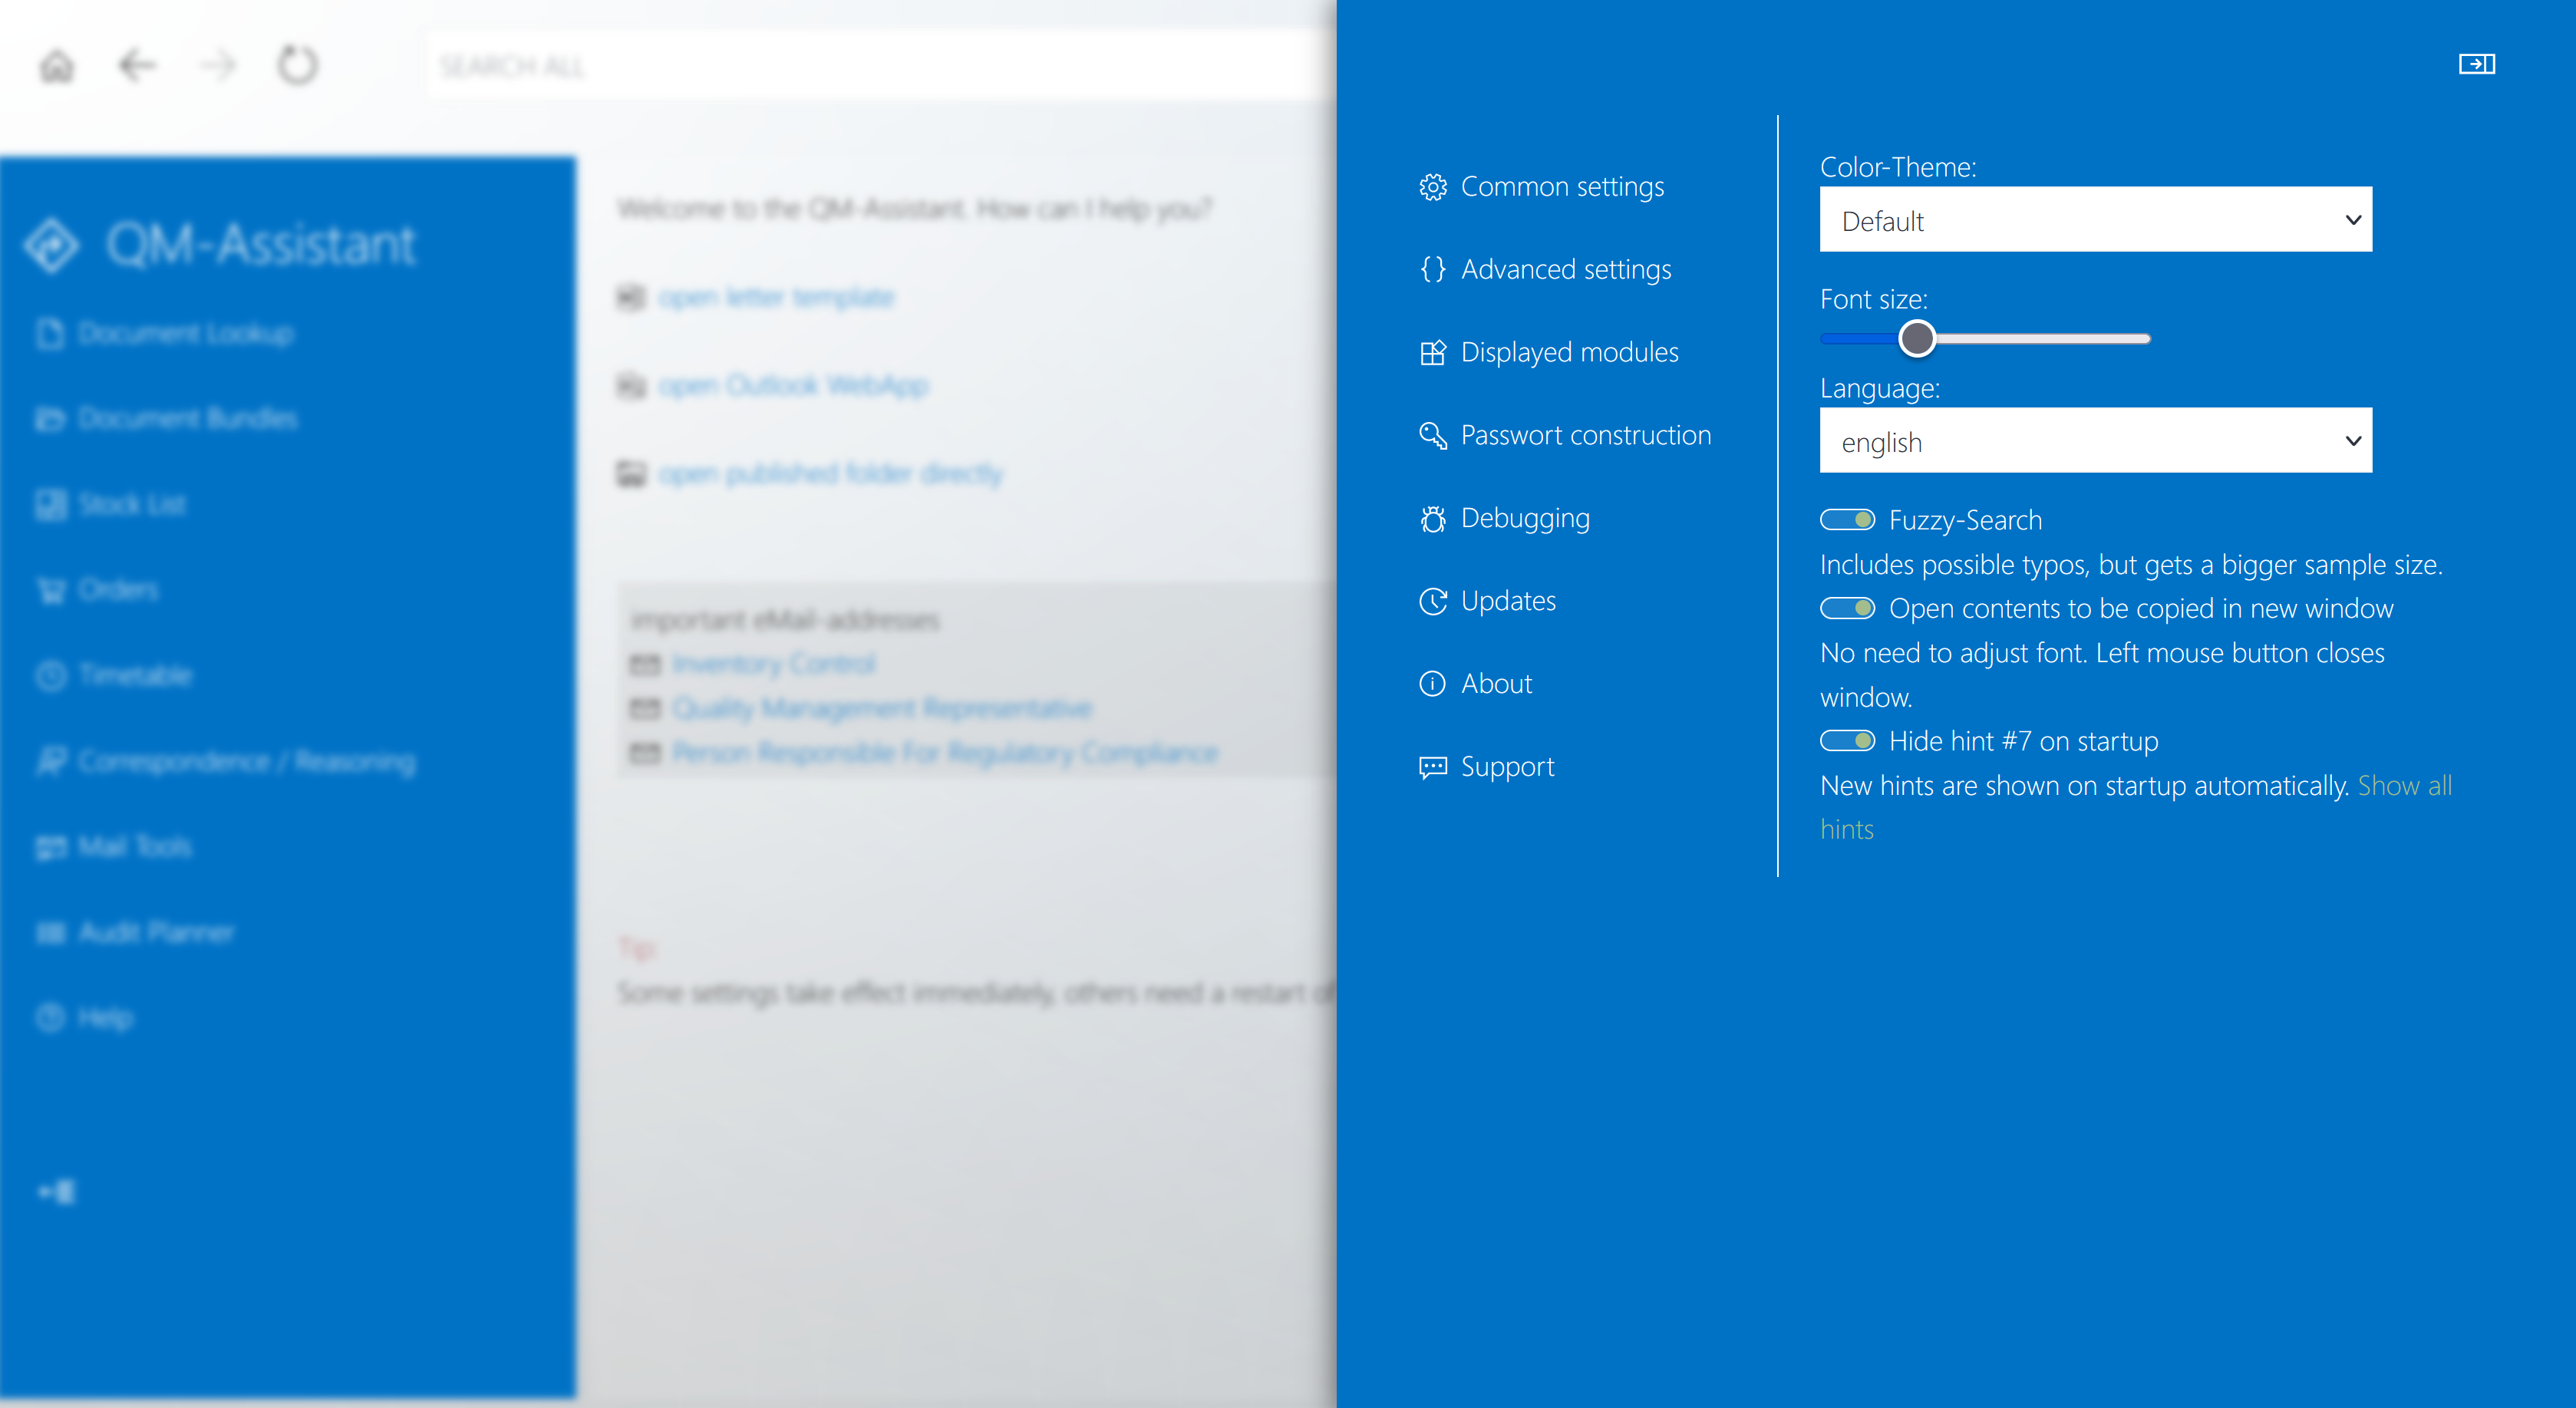 SEARCH ALL
QM-Assistant
Document Lookup
Document Bundles
Stock List
Orders
Timetable
Correspondence / Reasoning
Mail Tools
Audit Planner
Help
Welcome to the QM-Assistant. How can I help you?
open letter template
open Outlook WebApp
open published folder directly
important eMail-addresses
Inventory Control
Quality Management Representative
Person Responsible For Regulatory Compliance
Tip:
Some settings take effect immediately, others need a restart of
Common settings
Advanced settings
Displayed modules
Passwort construction
Debugging
Updates
About
Support
Color-Theme:
Default
Font size:
Language:
english
Fuzzy-Search
Includes possible typos, but gets a bigger sample size.
Open contents to be copied in new window
No need to adjust font. Left mouse button closes
window.
Hide hint #7 on startup
New hints are shown on startup automatically. Show all
hints